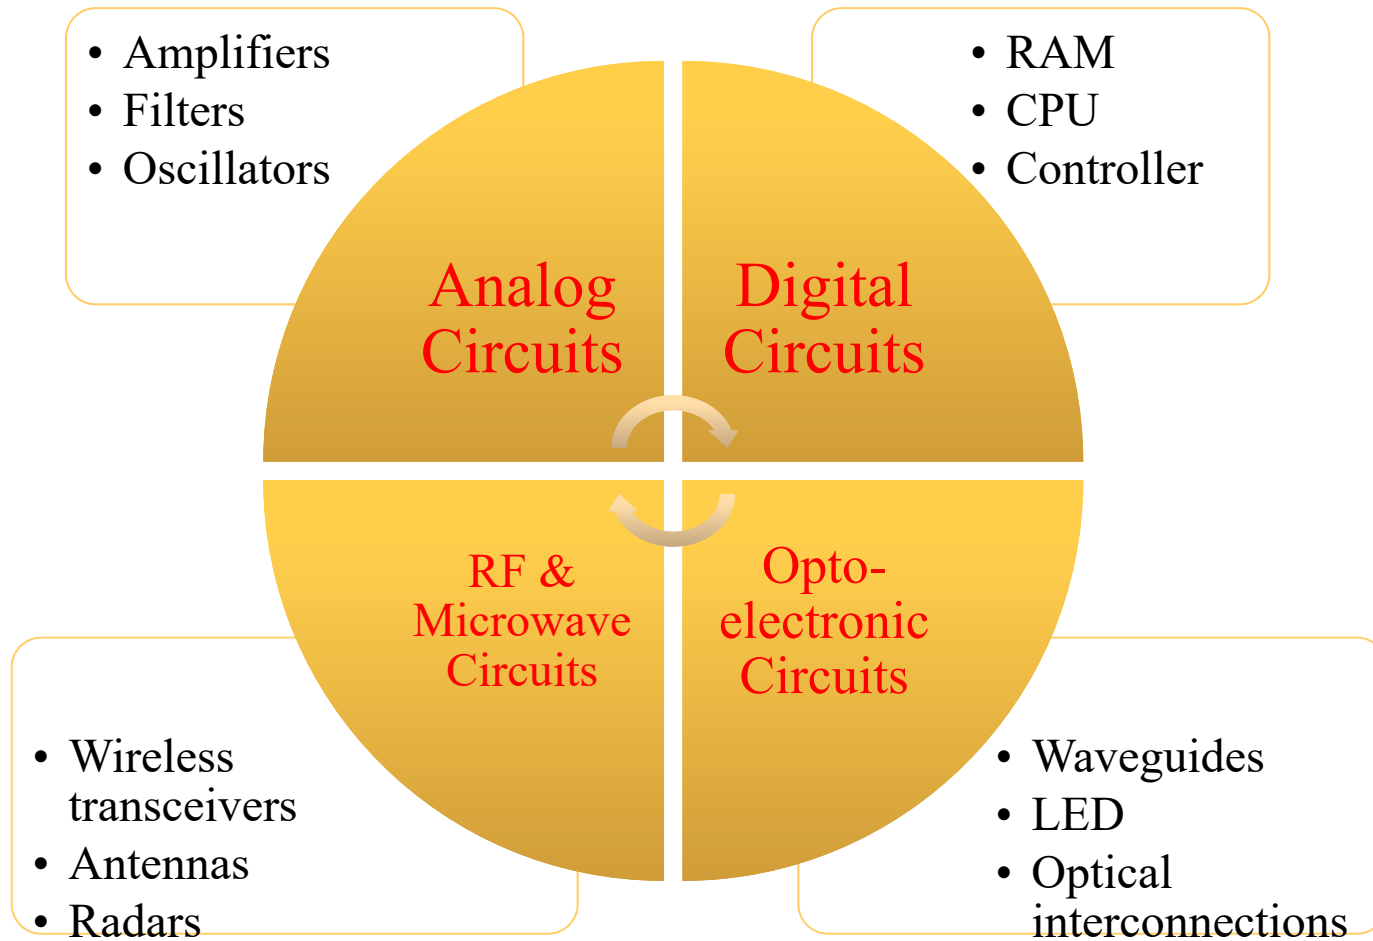 • Amplifiers
• Filters
• Oscillators
• RAM
• CPU
• Controller
Analog
Circuits
Digital
Circuits
RF &
Microwave
Circuits
Opto-
electronic
Circuits
• Wireless
transceivers
• Antennas
• Radars
• Waveguides
• LED
• Optical
interconnections